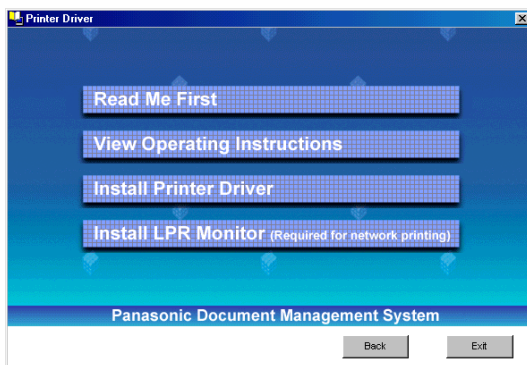 Printer Driver
Read Me First
View Operating Instructions
Install Printer Driver
Install LPR Monitor (Required for network printing)
Panasonic Document Management System
Back Exit